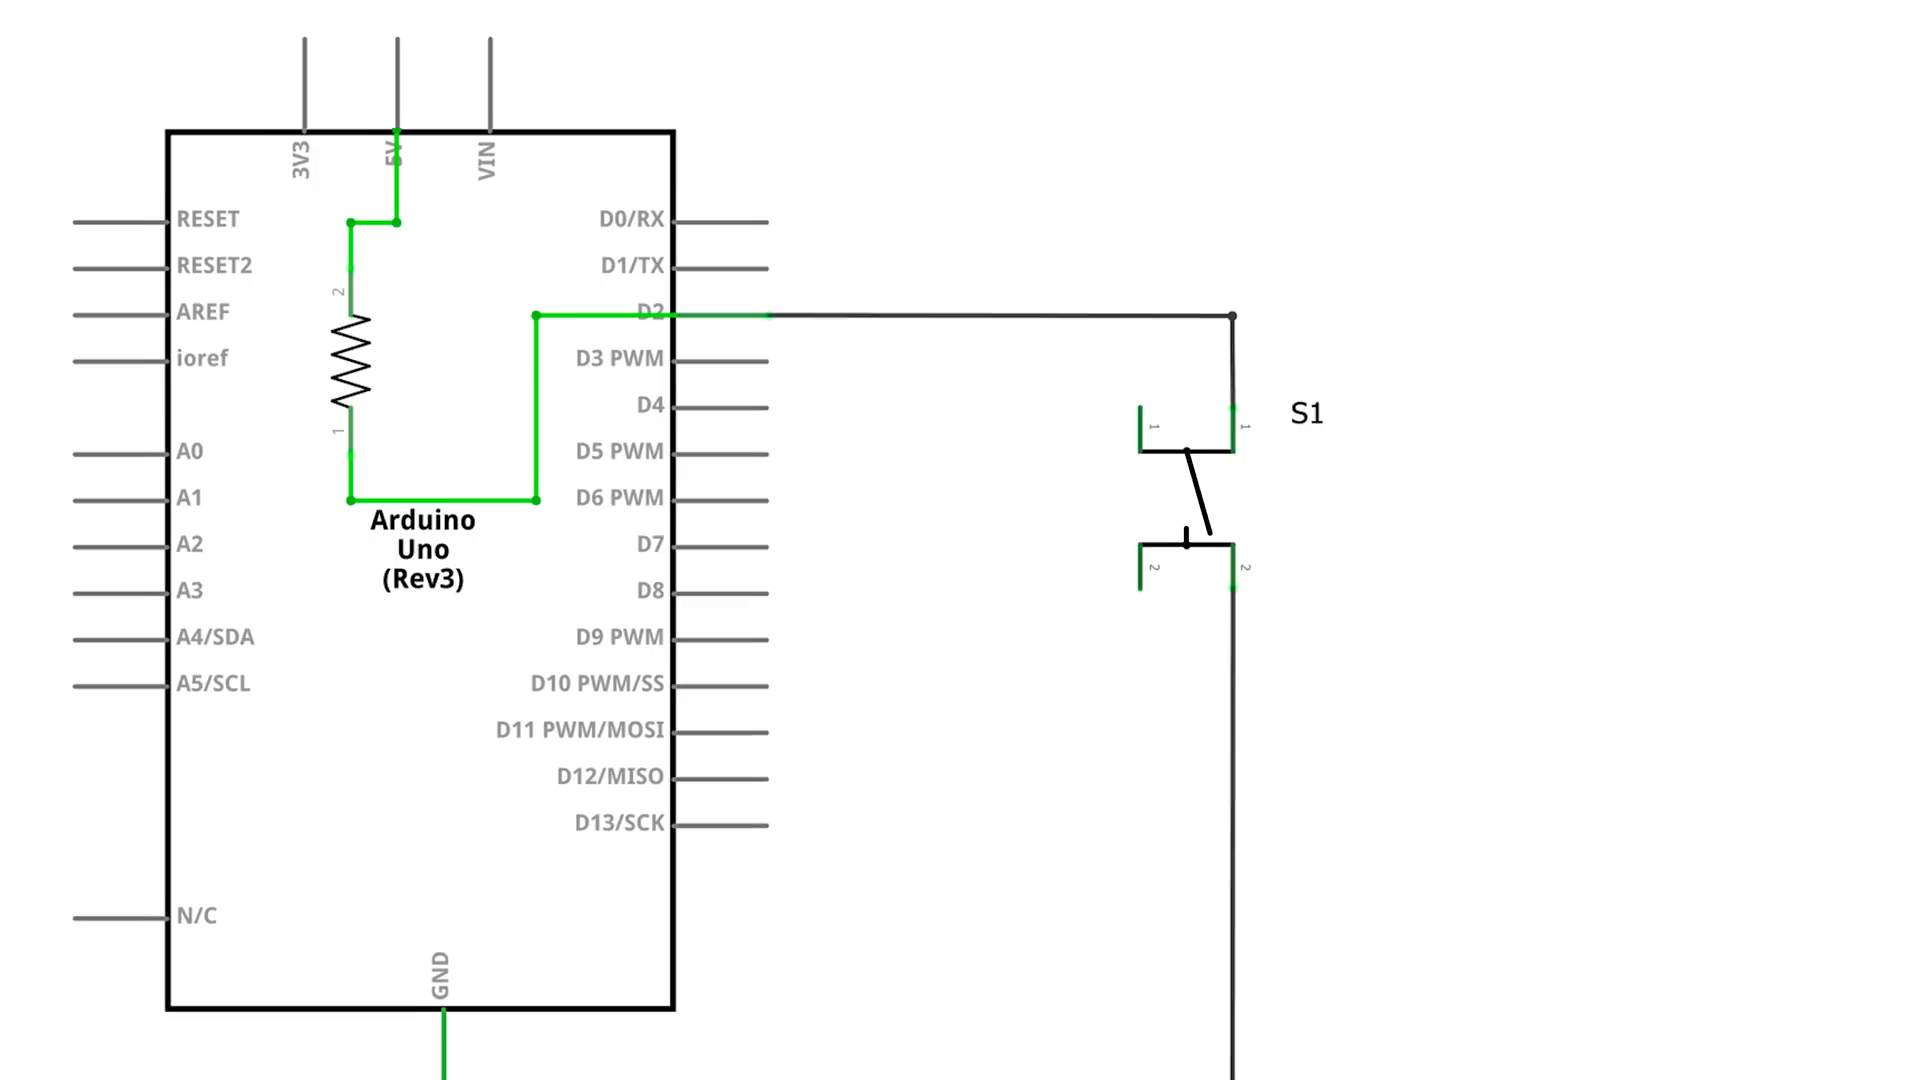 3V3
5V
VIN
RESET
RESET2
AREF
ioref
A0
A1
A2
A3
A4/SDA
A5/SCL
N/C
2
1
Arduino
Uno
(Rev3)
D0/RX
D1/TX
D2
D3 PWM
D4
D5 PWM
D6 PWM
D7
D8
D9 PWM
D10 PWM/SS
D11 PWM/MOSI
D12/MISO
D13/SCK
GND
S1
1
1
2
2